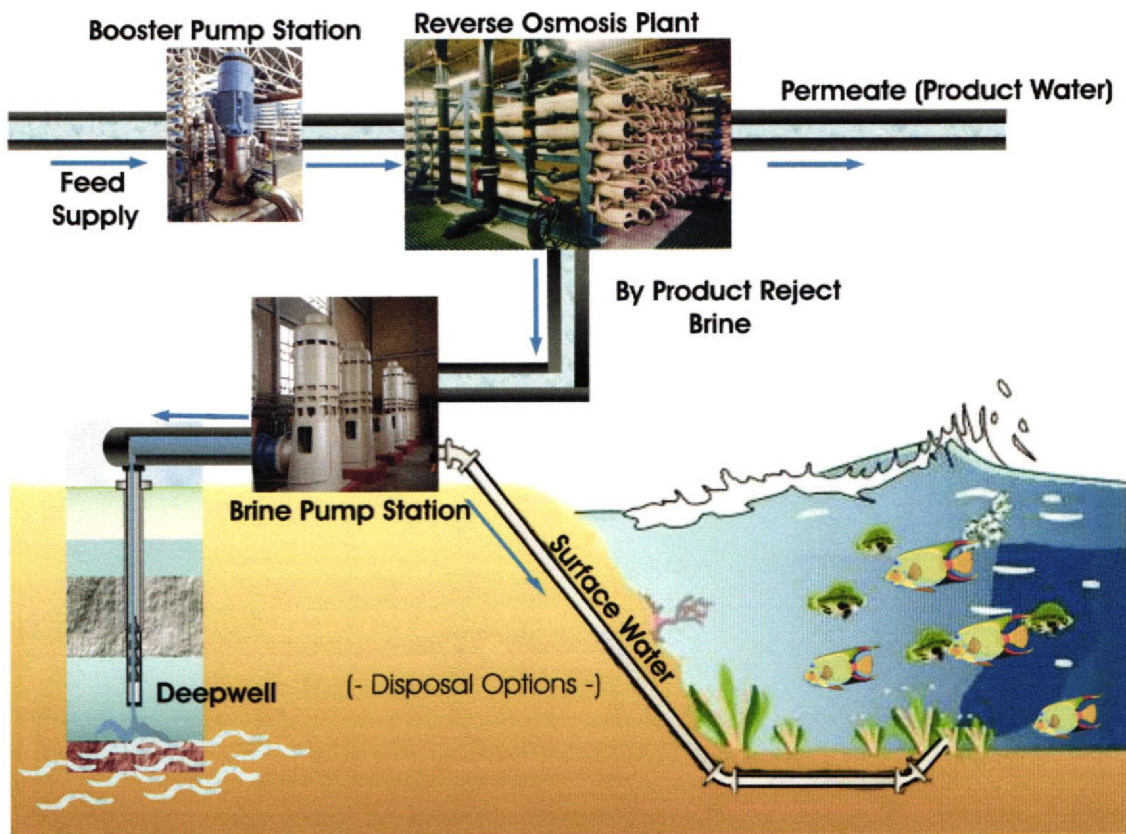 Booster Pump Station
Reverse Osmosis Plant
Permeate (Product Water)
Feed
Supply
By Product Reject
Brine
Brine Pump Station
Surface Water
Deepwell
(- Disposal Options -)